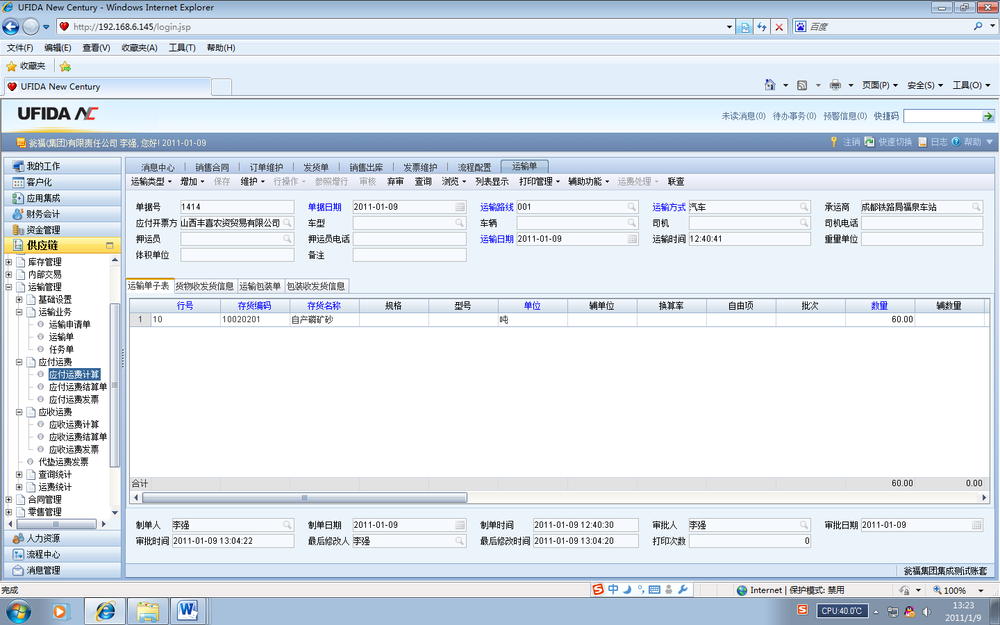 UFIDA New Century - Windows Internet Explorer
http://192.168.6.145/login.jsp
百度
文件(F) 编辑(E) 查看(V) 收藏夹(A) 工具(T) 帮助(H)
收藏夹
UFIDA New Century
页面(P) 安全(S) 工具(O)
UFIDA NC
未读消息(0) 待办事务(0) 预警信息(0) 快捷码
瓮福(集团)有限责任公司 李强, 您好! 2011-01-09
注销 快速切换 日志 帮助
我的工作
客户化
应用集成
财务会计
资金管理
供应链
库存管理
内部交易
运输管理
基础设置
运输业务
运输申请单
运输单
任务单
应付运费
应付运费计算
应付运费结算单
应付运费发票
应收运费
应收运费计算
应收运费结算单
应收运费发票
代垫运费发票
查询统计
运费统计
合同管理
零售管理
人力资源
流程中心
消息管理
消息中心 销售合同 订单维护 发货单 销售出库 发票维护 流程配置 运输单
运输类型 增加 保存 维护 行操作 参照增行 审核 弃审 查询 浏览 列表显示 打印管理 辅助功能 运费处理 联查
单据号 1414 单据日期 2011-01-09 运输路线 001 运输方式 汽车 承运商 成都铁路局福泉车站
应付开票方 山西丰喜农资贸易有限公司 车型 车辆 司机 司机电话
押运员 押运员电话 运输日期 2011-01-09 运输时间 12:40:41 重量单位
体积单位 备注
运输单子表 货物收发货信息 运输包装单 包装收发货信息
行号 存货编码 存货名称 规格 型号 单位 辅单位 换算率 自由项 批次 数量 辅数量
1 10 10020201 自产磷矿砂 吨 60.00
合计 60.00 0.00
制单人 李强 制单日期 2011-01-09 制单时间 2011-01-09 12:40:30 审批人 李强 审批日期 2011-01-09
审批时间 2011-01-09 13:04:22 最后修改人 李强 最后修改时间 2011-01-09 13:04:20 打印次数 0
瓮福集团集成测试账套
完成
中
Internet | 保护模式: 禁用
100%
CPU:40.0℃
13:23
2011/1/9